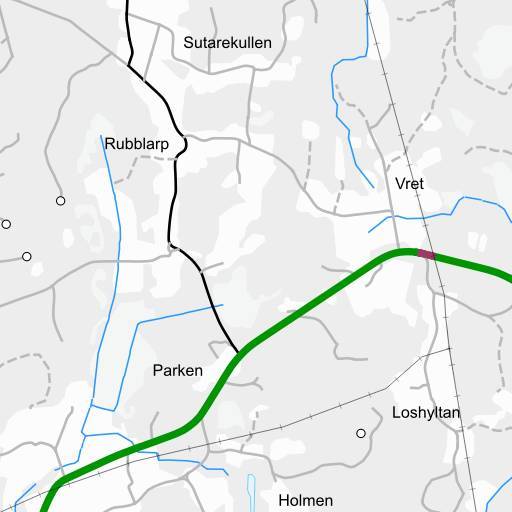 Sutarekullen
Rubblarp
Vret
Parken
Loshyltan
Holmen